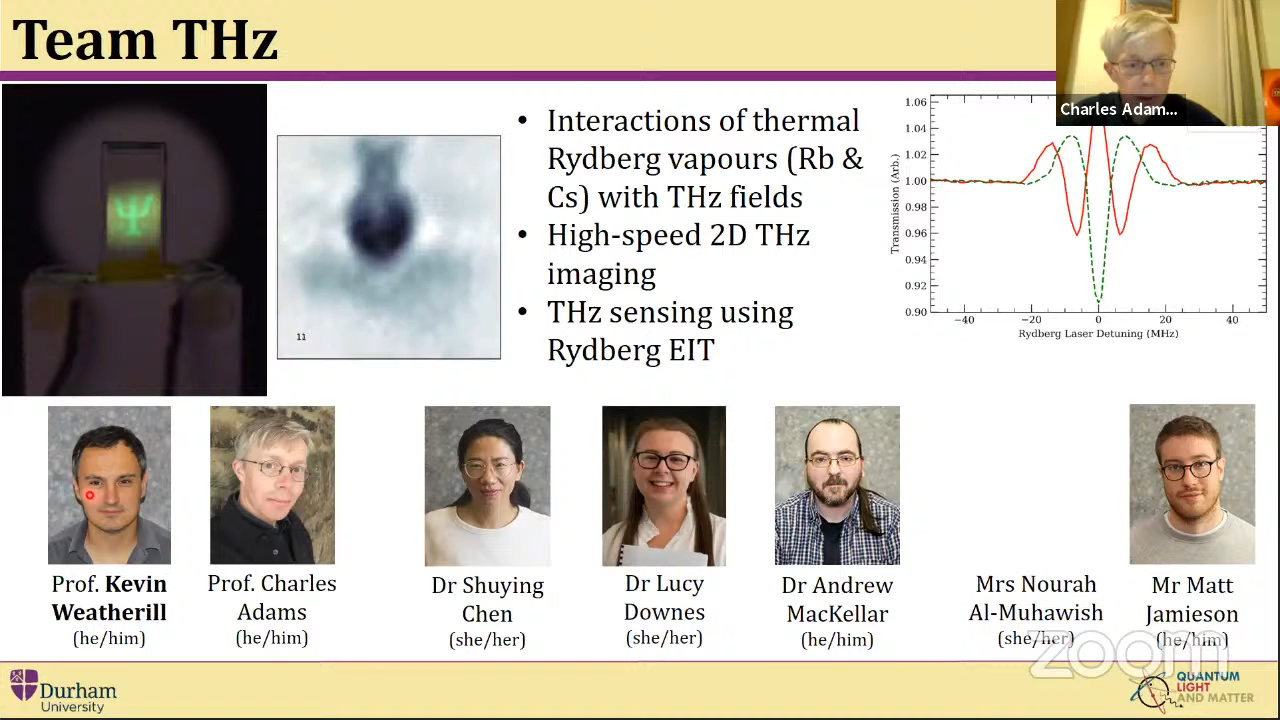 Team THz
Charles Adam...
• Interactions of thermal
Rydberg vapours (Rb &
Cs) with THz fields
• High-speed 2D THz
imaging
• THz sensing using
Rydberg EIT
11
1.06
1.04
1.02
1.00
0.98
0.96
0.94
0.92
0.90
Transmission (Arb.)
−40 −20 0 20 40
Rydberg Laser Detuning (MHz)
Prof. Kevin
Weatherill
(he/him)
Prof. Charles
Adams
(he/him)
Dr Shuying
Chen
(she/her)
Dr Lucy
Downes
(she/her)
Dr Andrew
MacKellar
(he/him)
Mrs Nourah
Al-Muhawish
(she/her)
Mr Matt
Jamieson
(he/him)
zoom
Durham
University
QUANTUM
LIGHT
AND MATTER